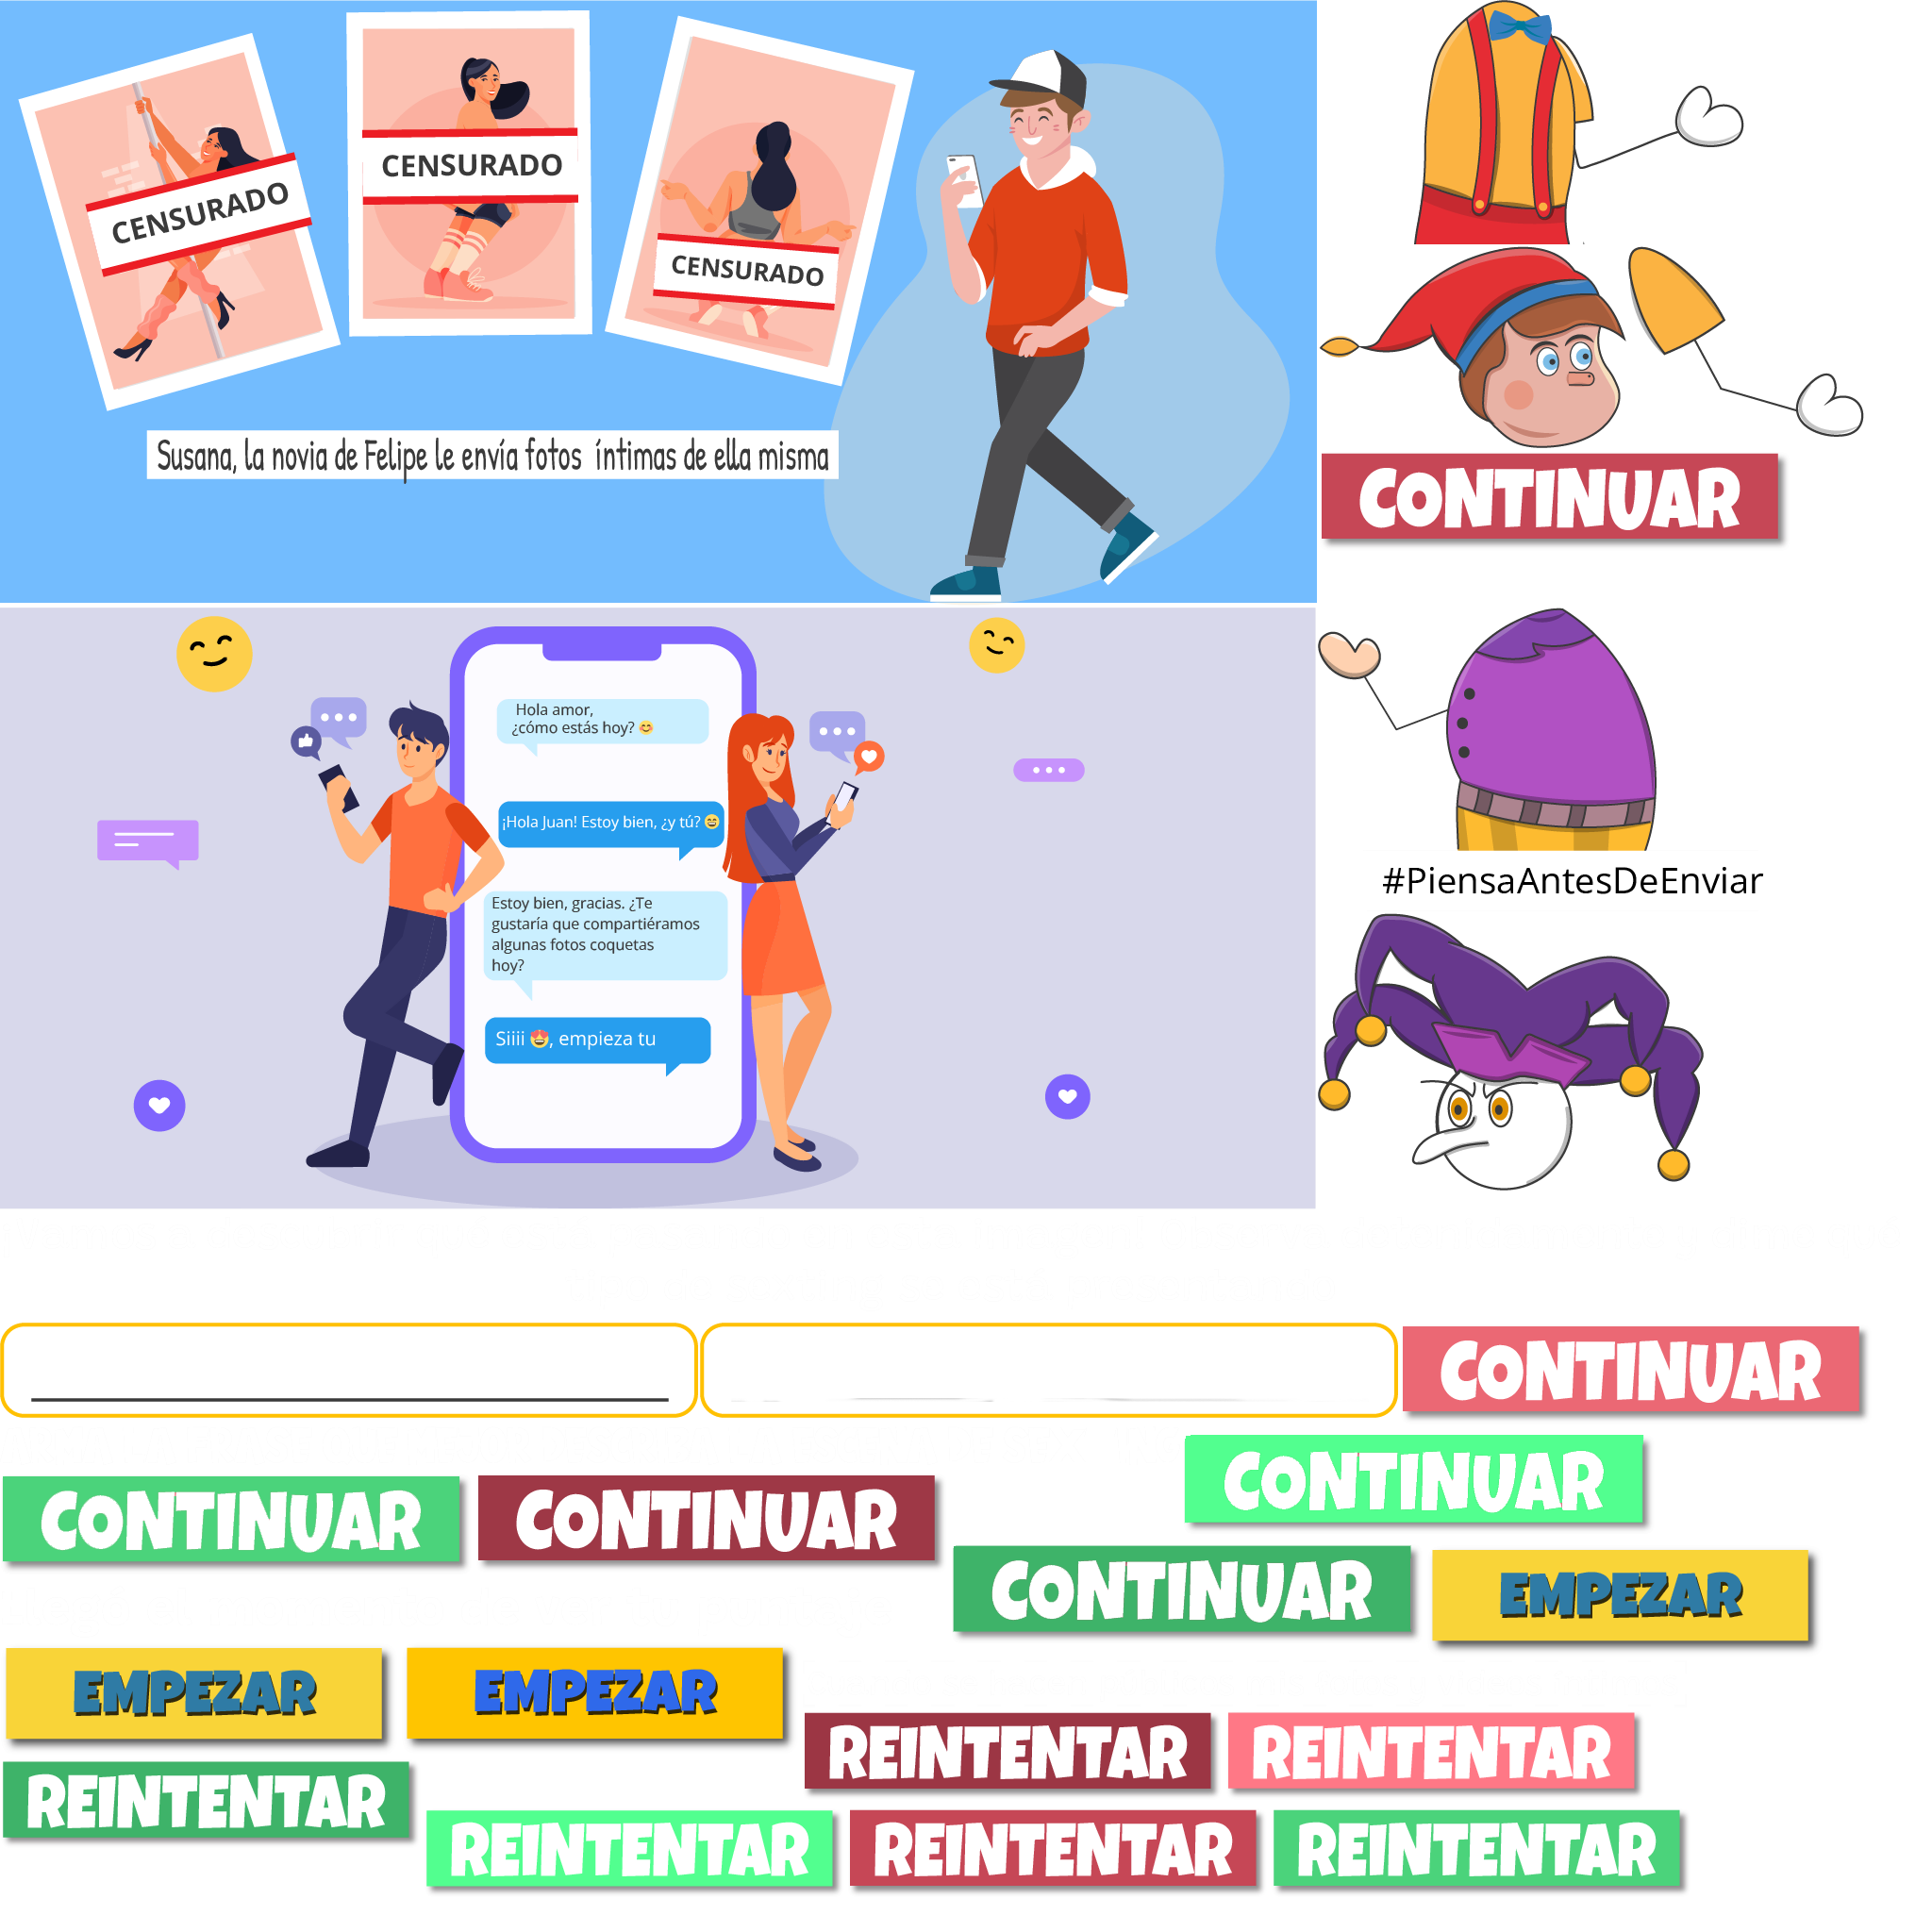 CENSURADO
CENSURADO
CENSURADO
Susana, la novia de Felipe le envía fotos íntimas de ella misma
CONTINUAR
Hola amor,
¿cómo estás hoy? 😊
¡Hola Juan! Estoy bien, ¿y tú? 😄
Estoy bien, gracias. ¿Te
gustaría que compartiéramos
algunas fotos coquetas
hoy?
Siiii 😍, empieza tu
#PiensaAntesDeEnviar
CONTINUAR
CONTINUAR
CONTINUAR
CONTINUAR
CONTINUAR
EMPEZAR
EMPEZAR
EMPEZAR
REINTENTAR
REINTENTAR
REINTENTAR
REINTENTAR
REINTENTAR
REINTENTAR